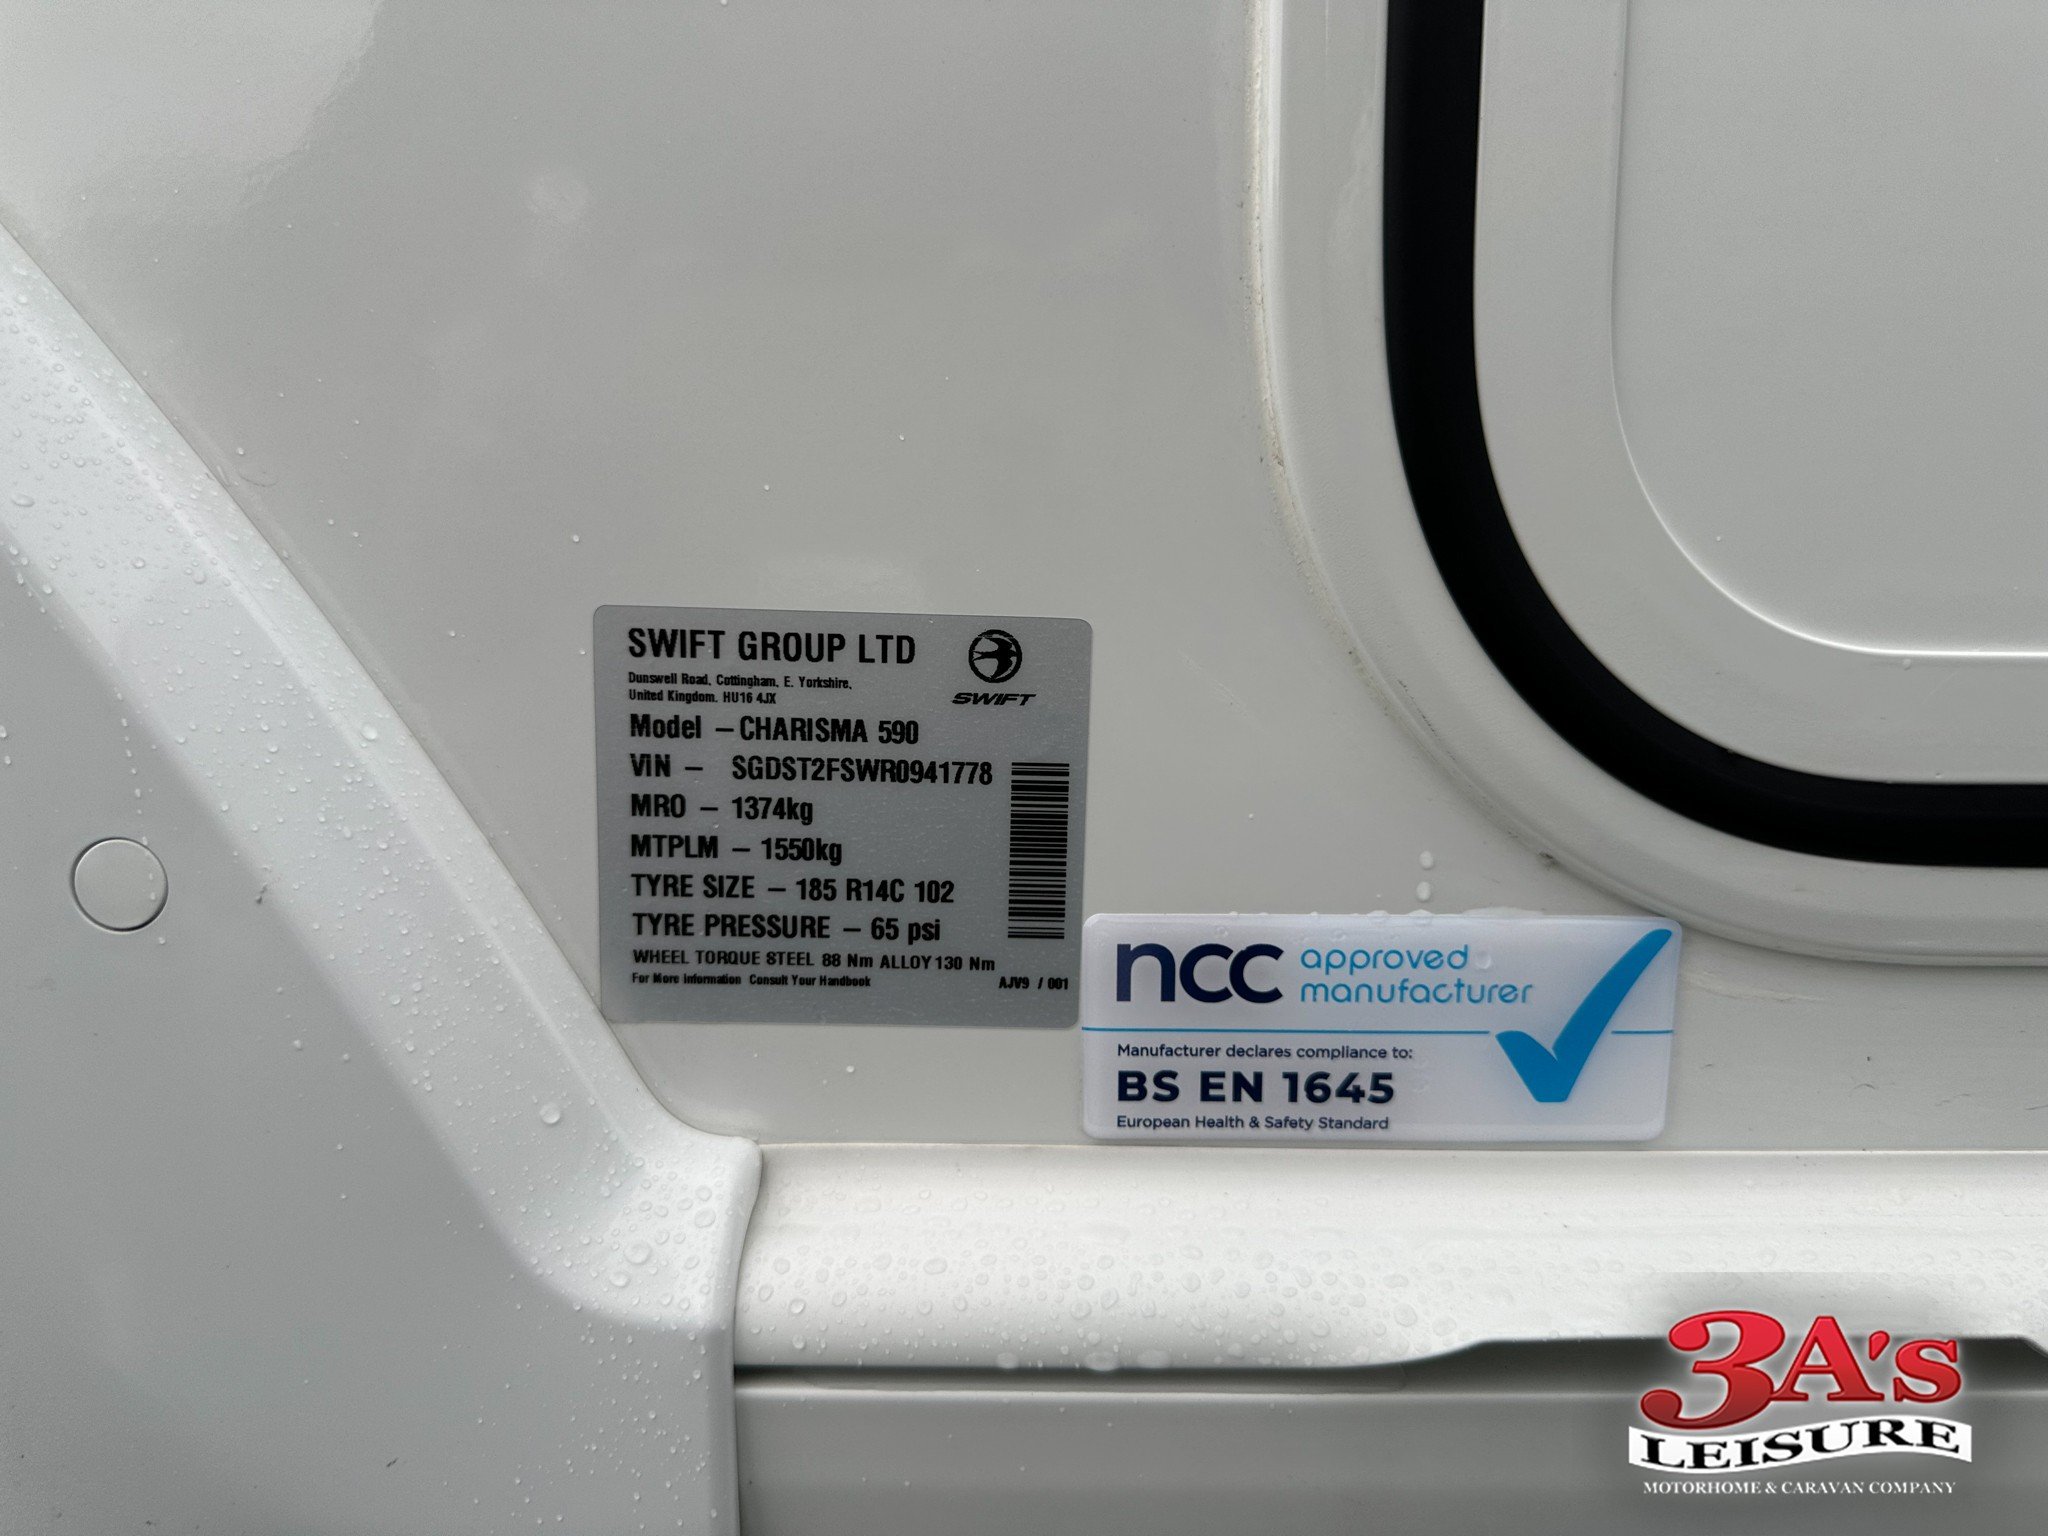 SWIFT GROUP LTD
Dunswell Road, Cottingham, E. Yorkshire,
United Kingdom. HU16 4JX
SWIFT
Model – CHARISMA 590
VIN – SGDST2FSWR0941778
MRO – 1374kg
MTPLM – 1550kg
TYRE SIZE – 185 R14C 102
TYRE PRESSURE – 65 psi
WHEEL TORQUE STEEL 88 Nm ALLOY 130 Nm
For More Information Consult Your Handbook
AJV9 / 001
ncc approved
manufacturer
Manufacturer declares compliance to:
BS EN 1645
European Health & Safety Standard
3A's
LEISURE
MOTORHOME & CARAVAN COMPANY